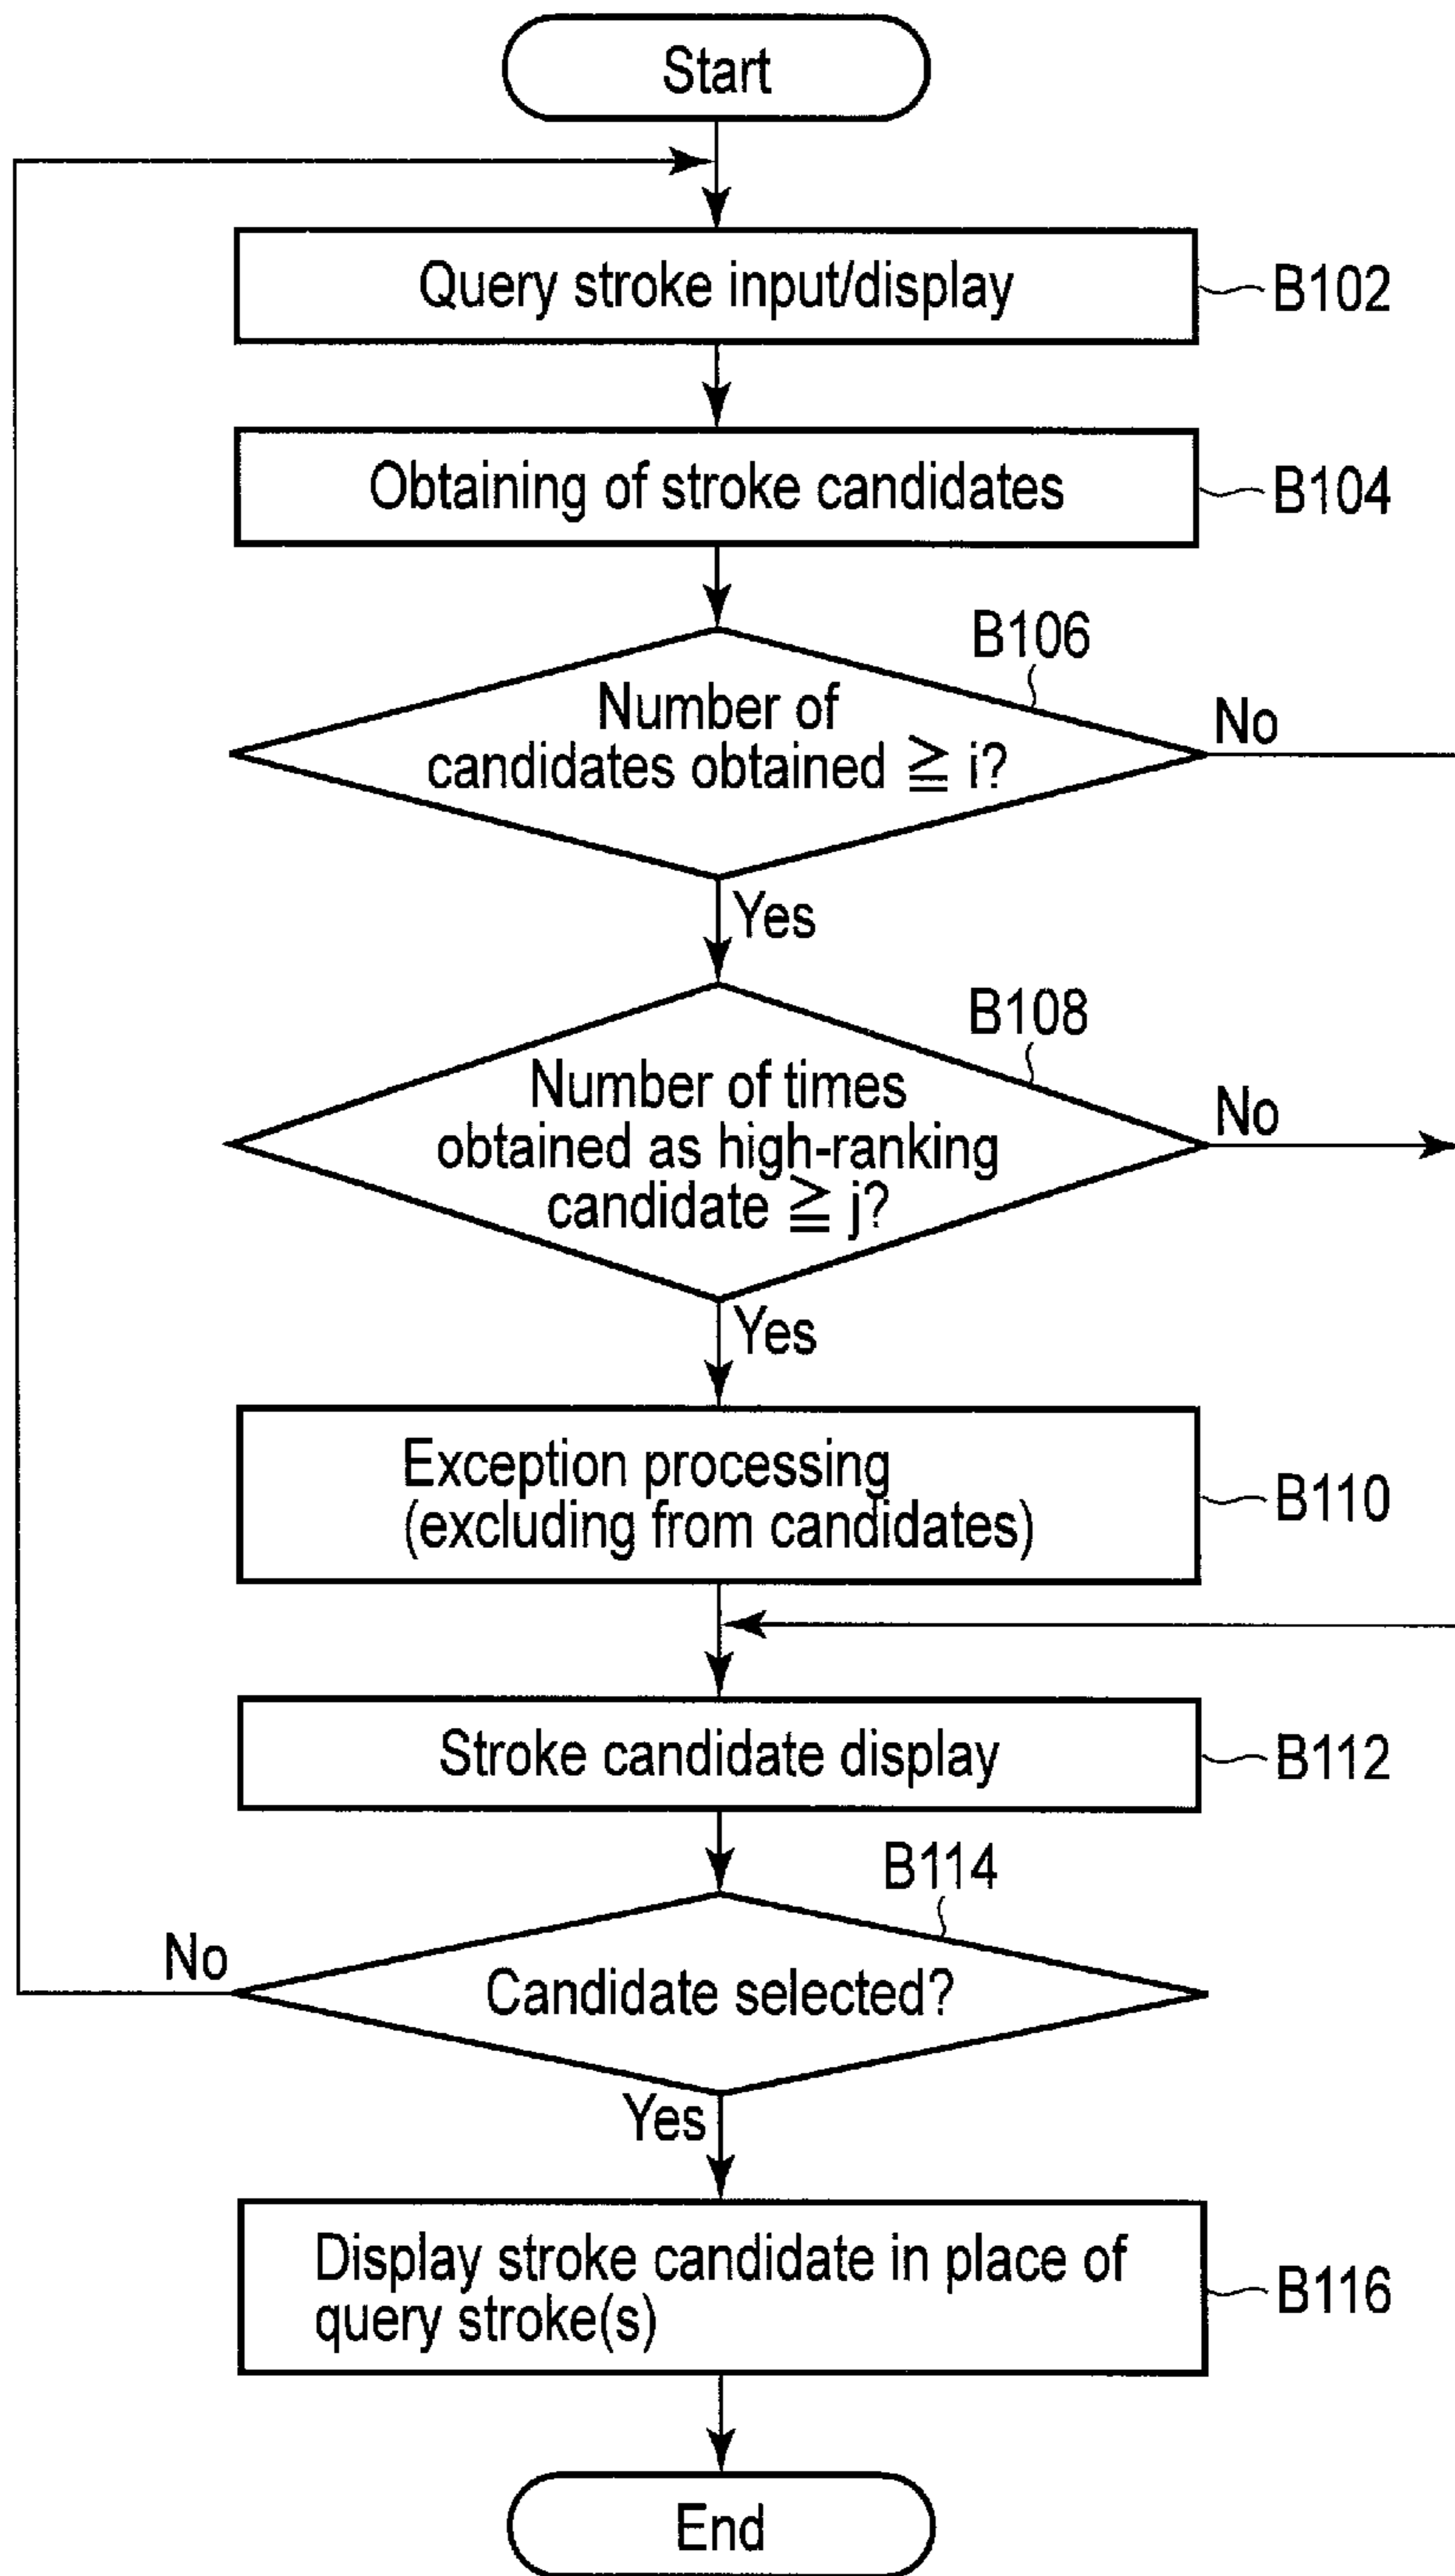 Start
Query stroke input/display
B102
Obtaining of stroke candidates
B104
B106
Number of
candidates obtained ≧ i?
No
Yes
B108
Number of times
obtained as high-ranking
candidate ≧ j?
No
Yes
Exception processing
(excluding from candidates)
B110
Stroke candidate display
B112
B114
Candidate selected?
No
Yes
Display stroke candidate in place of
query stroke(s)
B116
End